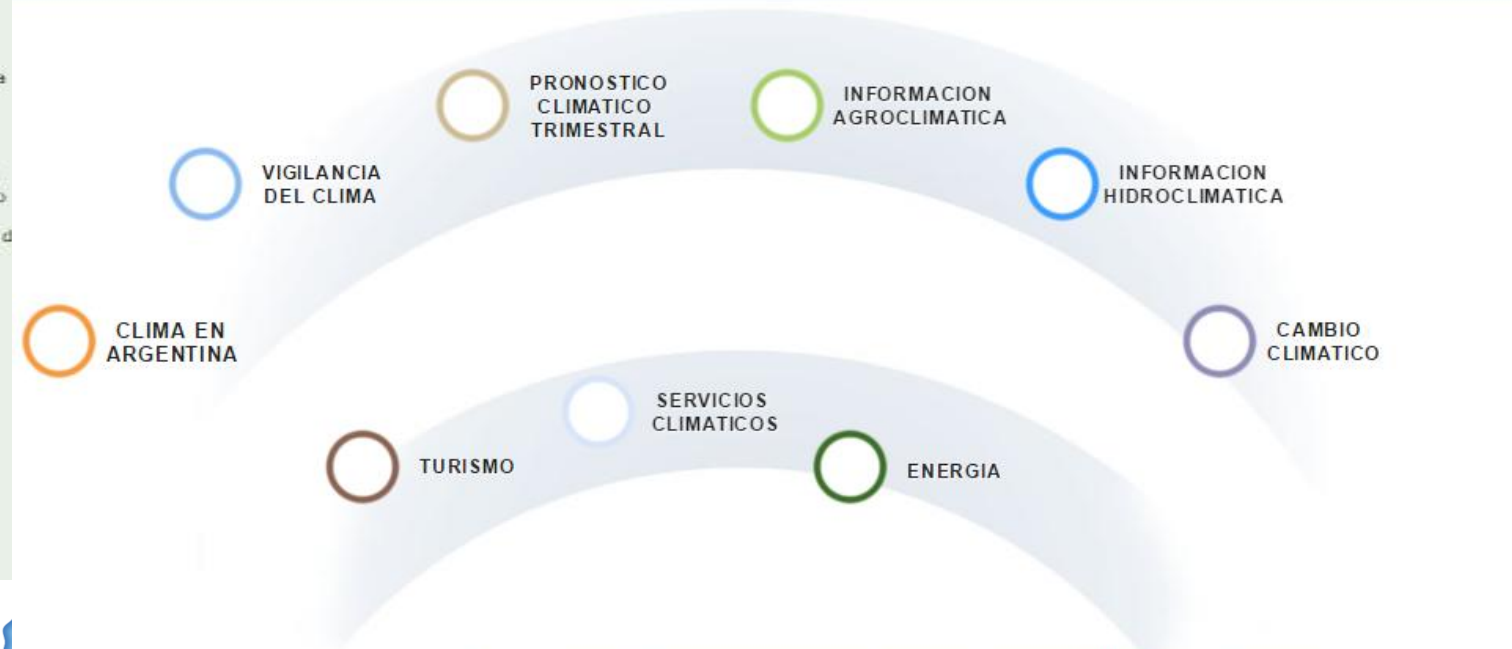 PRONOSTICO
CLIMATICO
TRIMESTRAL
INFORMACION
AGROCLIMATICA
VIGILANCIA
DEL CLIMA
INFORMACION
HIDROCLIMATICA
CLIMA EN
ARGENTINA
CAMBIO
CLIMATICO
SERVICIOS
CLIMATICOS
TURISMO
ENERGIA